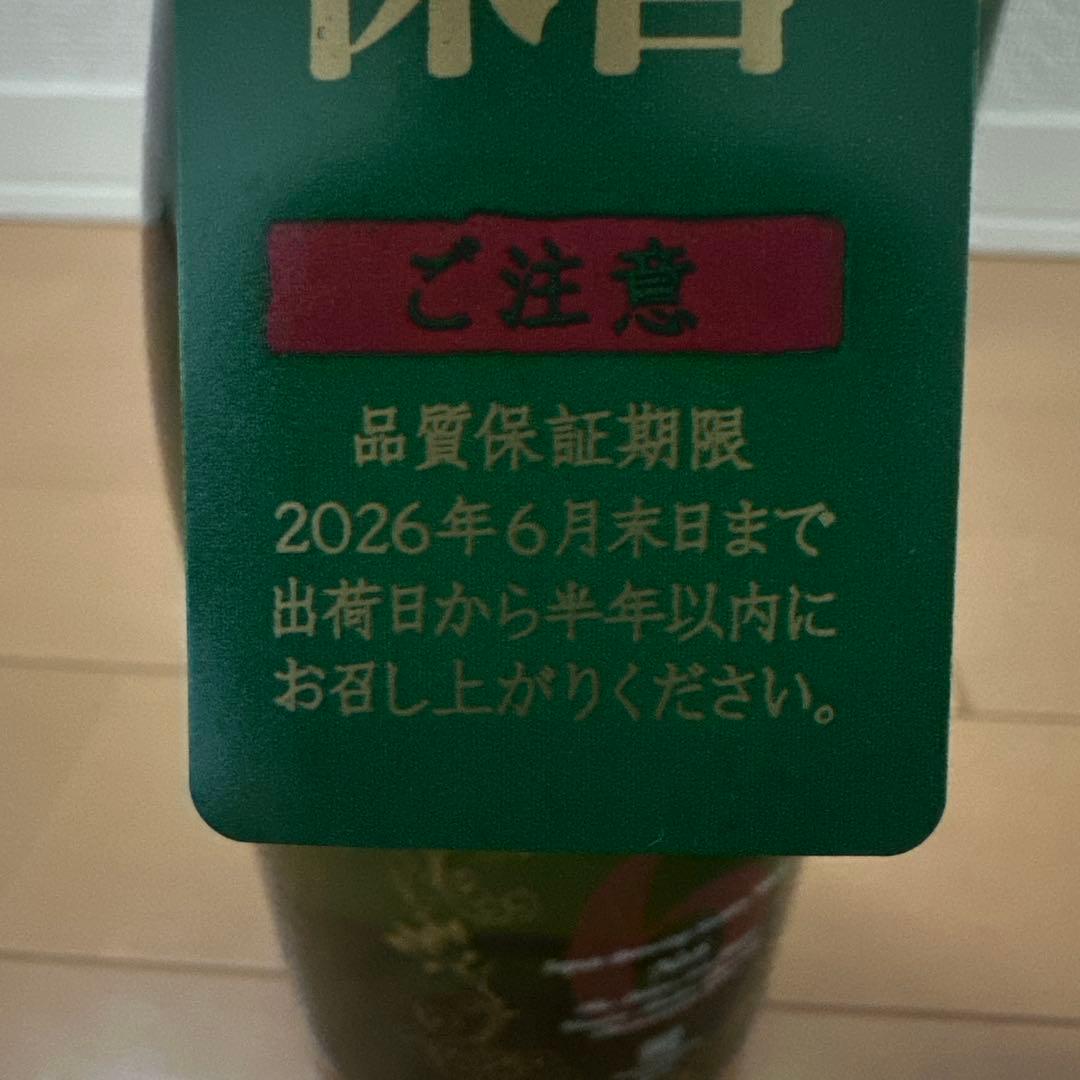 ご注意
品質保証期限
2026年6月末日まで
出荷日から半年以内に
お召し上がりください。